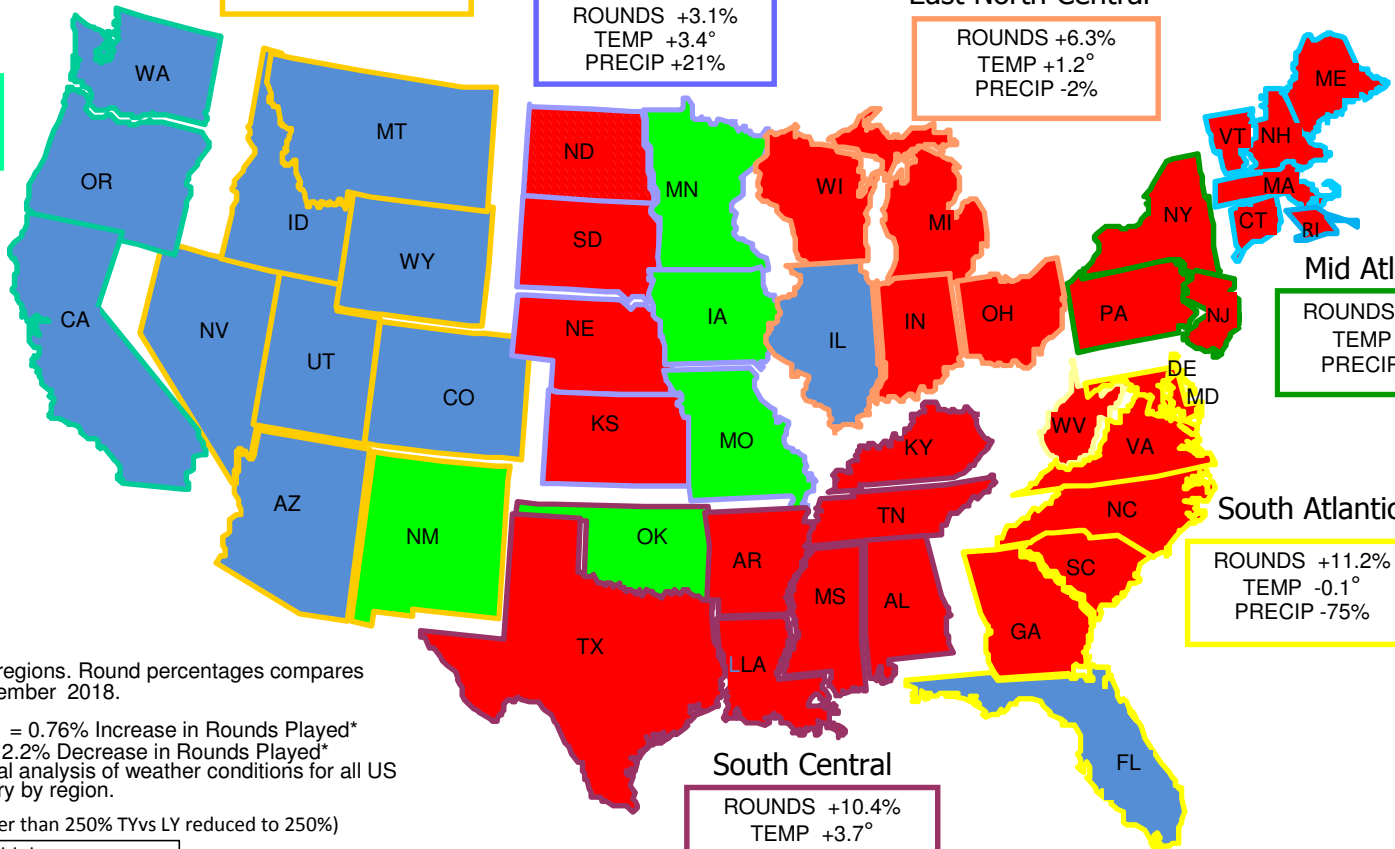 East North Central
ROUNDS +3.1%
TEMP +3.4°
PRECIP +21%
ROUNDS +6.3%
TEMP +1.2°
PRECIP -2%
WA
MT
ME
ND
VT
NH
OR
MN
WI
MA
ID
SD
MI
NY
CT
RI
WY
Mid Atl
CA
NV
NE
IA
IN
OH
PA
NJ
ROUNDS
TEMP
PRECIP
UT
IL
CO
DE
MD
KS
MO
KY
WV
VA
AZ
NM
OK
TN
NC
South Atlantic
AR
SC
ROUNDS +11.2%
TEMP -0.1°
PRECIP -75%
MS
AL
GA
TX
LLA
regions. Round percentages compares
ember 2018.
= 0.76% Increase in Rounds Played*
2.2% Decrease in Rounds Played*
al analysis of weather conditions for all US
ry by region.
er than 250% TYvs LY reduced to 250%)
FL
South Central
ROUNDS +10.4%
TEMP +3.7°